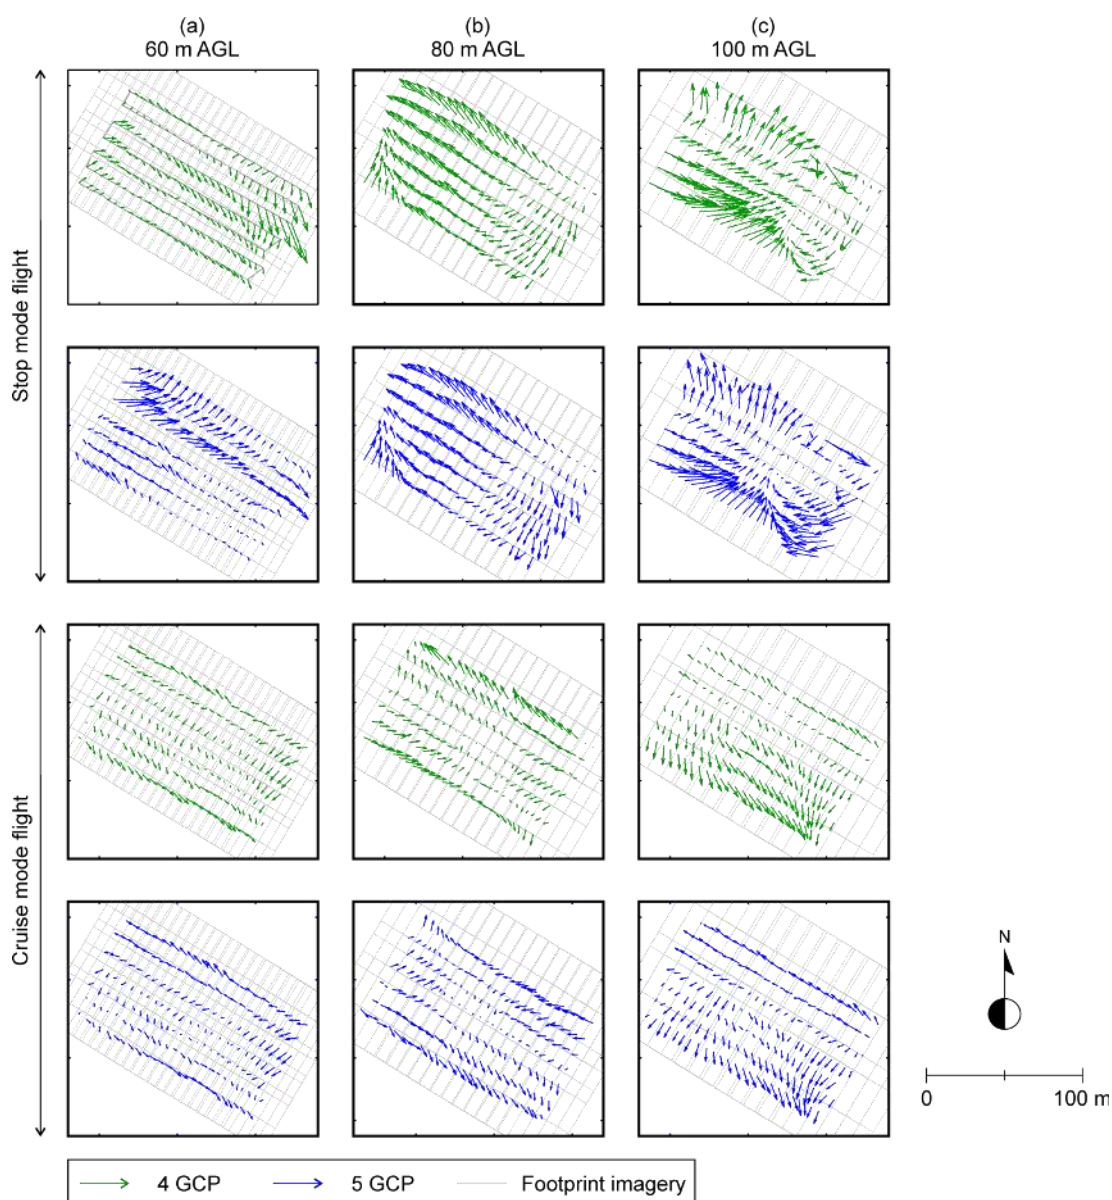 (a)
60 m AGL
(b)
80 m AGL
(c)
100 m AGL
Stop mode flight
Cruise mode flight
N
0
100 m
4 GCP
5 GCP
Footprint imagery